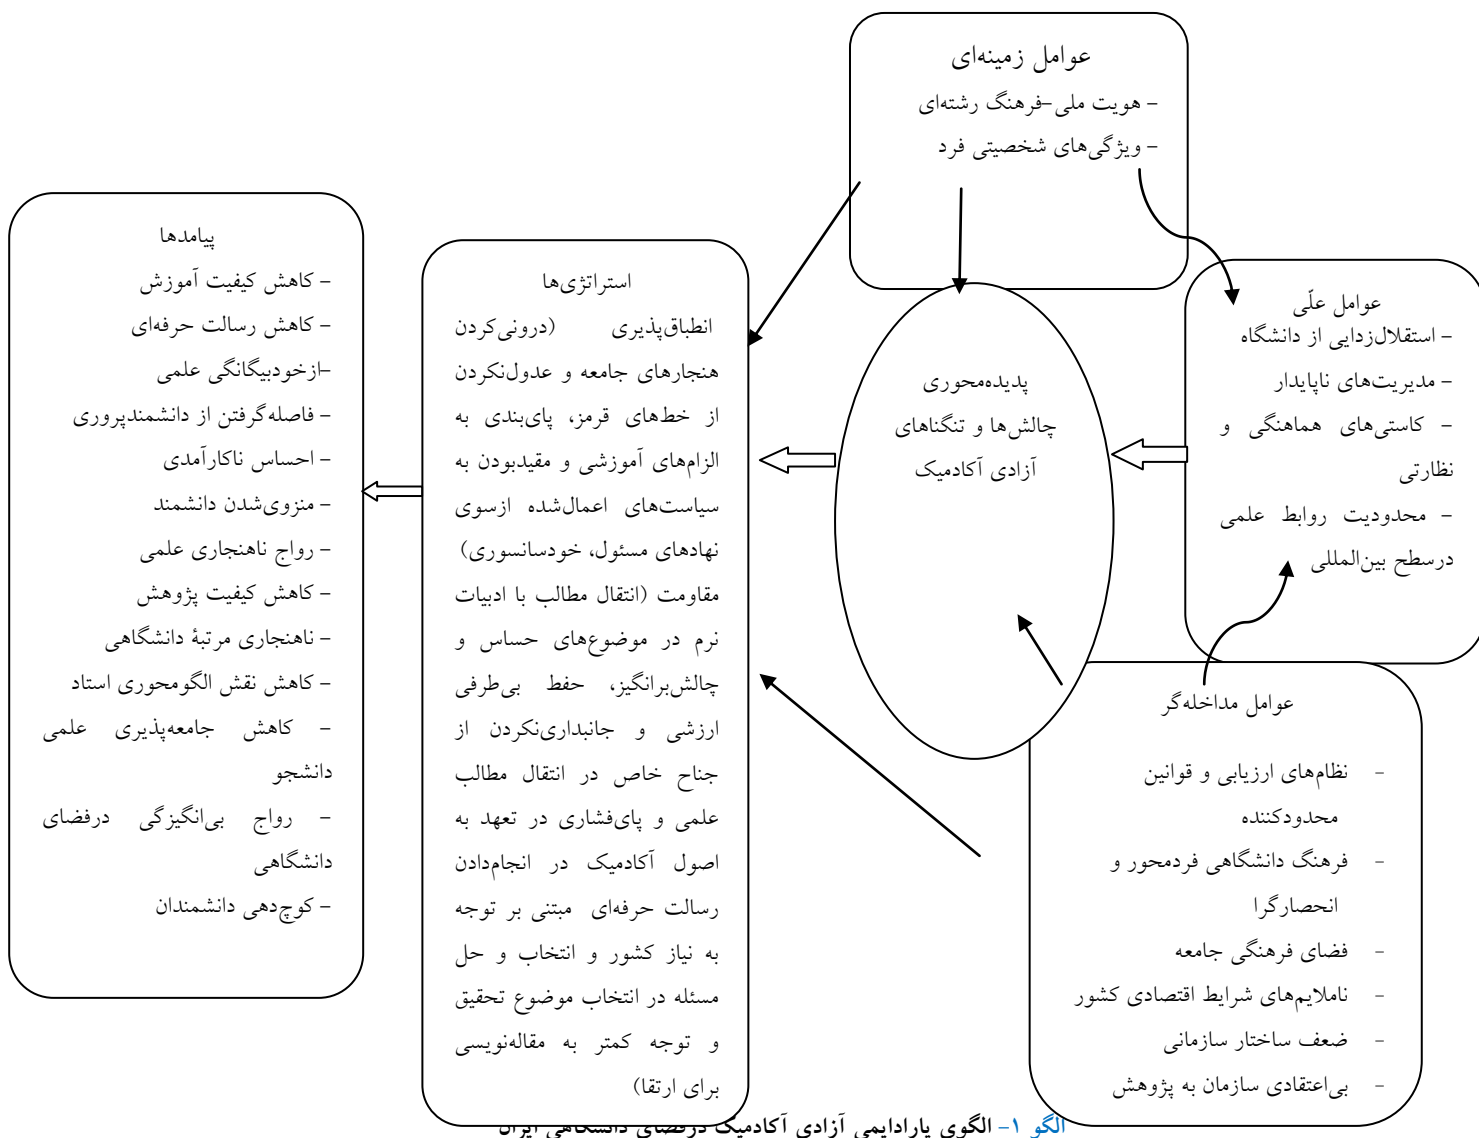 عوامل زمینه‌ای
– هویت ملی–فرهنگ رشته‌ای
– ویژگی‌های شخصیتی فرد
عوامل علّی
– استقلال‌زدایی از دانشگاه
– مدیریت‌های ناپایدار
– کاستی‌های هماهنگی و
نظارتی
– محدودیت روابط علمی
درسطح بین‌المللی
پدیده‌محوری
چالش‌ها و تنگناهای
آزادی آکادمیک
عوامل مداخله‌گر
- نظام‌های ارزیابی و قوانین
محدودکننده
- فرهنگ دانشگاهی فردمحور و
انحصارگرا
- فضای فرهنگی جامعه
- ناملایم‌های شرایط اقتصادی کشور
- ضعف ساختار سازمانی
- بی‌اعتقادی سازمان به پژوهش
استراتژی‌ها
انطباق‌پذیری (درونی‌کردن
هنجارهای جامعه و عدول‌نکردن
از خط‌های قرمز، پای‌بندی به
الزام‌های آموزشی و مقیدبودن به
سیاست‌های اعمال‌شده ازسوی
نهادهای مسئول، خودسانسوری)
مقاومت (انتقال مطالب با ادبیات
نرم در موضوع‌های حساس و
چالش‌برانگیز، حفظ بی‌طرفی
ارزشی و جانبداری‌نکردن از
جناح خاص در انتقال مطالب
علمی و پای‌فشاری در تعهد به
اصول آکادمیک در انجام‌دادن
رسالت حرفه‌ای مبتنی بر توجه
به نیاز کشور و انتخاب و حل
مسئله در انتخاب موضوع تحقیق
و توجه کمتر به مقاله‌نویسی
برای ارتقا)
پیامدها
– کاهش کیفیت آموزش
– کاهش رسالت حرفه‌ای
–ازخودبیگانگی علمی
– فاصله‌گرفتن از دانشمندپروری
– احساس ناکارآمدی
– منزوی‌شدن دانشمند
– رواج ناهنجاری علمی
– کاهش کیفیت پژوهش
– ناهنجاری مرتبۀ دانشگاهی
– کاهش نقش الگومحوری استاد
– کاهش جامعه‌پذیری علمی
دانشجو
– رواج بی‌انگیزگی درفضای
دانشگاهی
– کوچ‌دهی دانشمندان
الگو ۱– الگوی پارادایمی آزادی آکادمیک درفضای دانشگاهی ایران